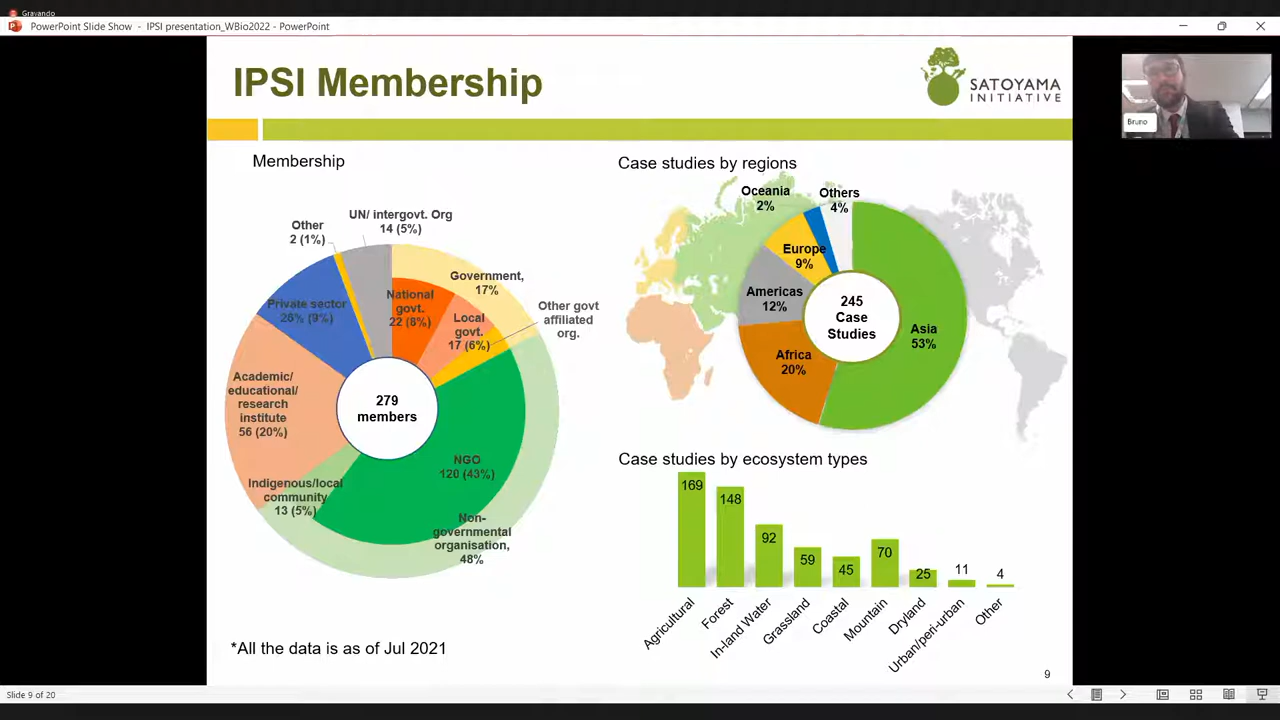 Gravando
PowerPoint Slide Show - IPSI presentation_WBio2022 - PowerPoint
IPSI Membership
SATOYAMA
INITIATIVE
Bruno
Membership
UN/ intergovt. Org
14 (5%)
Other
2 (1%)
Government,
17%
National
govt.
22 (8%)
Local
govt.
17 (6%)
Other govt
affiliated
org.
Private sector
26% (9%)
Academic/
educational/
research
institute
56 (20%)
279
members
NGO
120 (43%)
Indigenous/local
community
13 (5%)
Non-
governmental
organisation,
48%
*All the data is as of Jul 2021
Case studies by regions
Oceania
2%
Others
4%
Europe
9%
Americas
12%
245
Case
Studies
Asia
53%
Africa
20%
Case studies by ecosystem types
169
148
92
59
45
70
25
11
4
Agricultural
Forest
In-land Water
Grassland
Coastal
Mountain
Dryland
Urban/peri-urban
Other
9
Slide 9 of 20